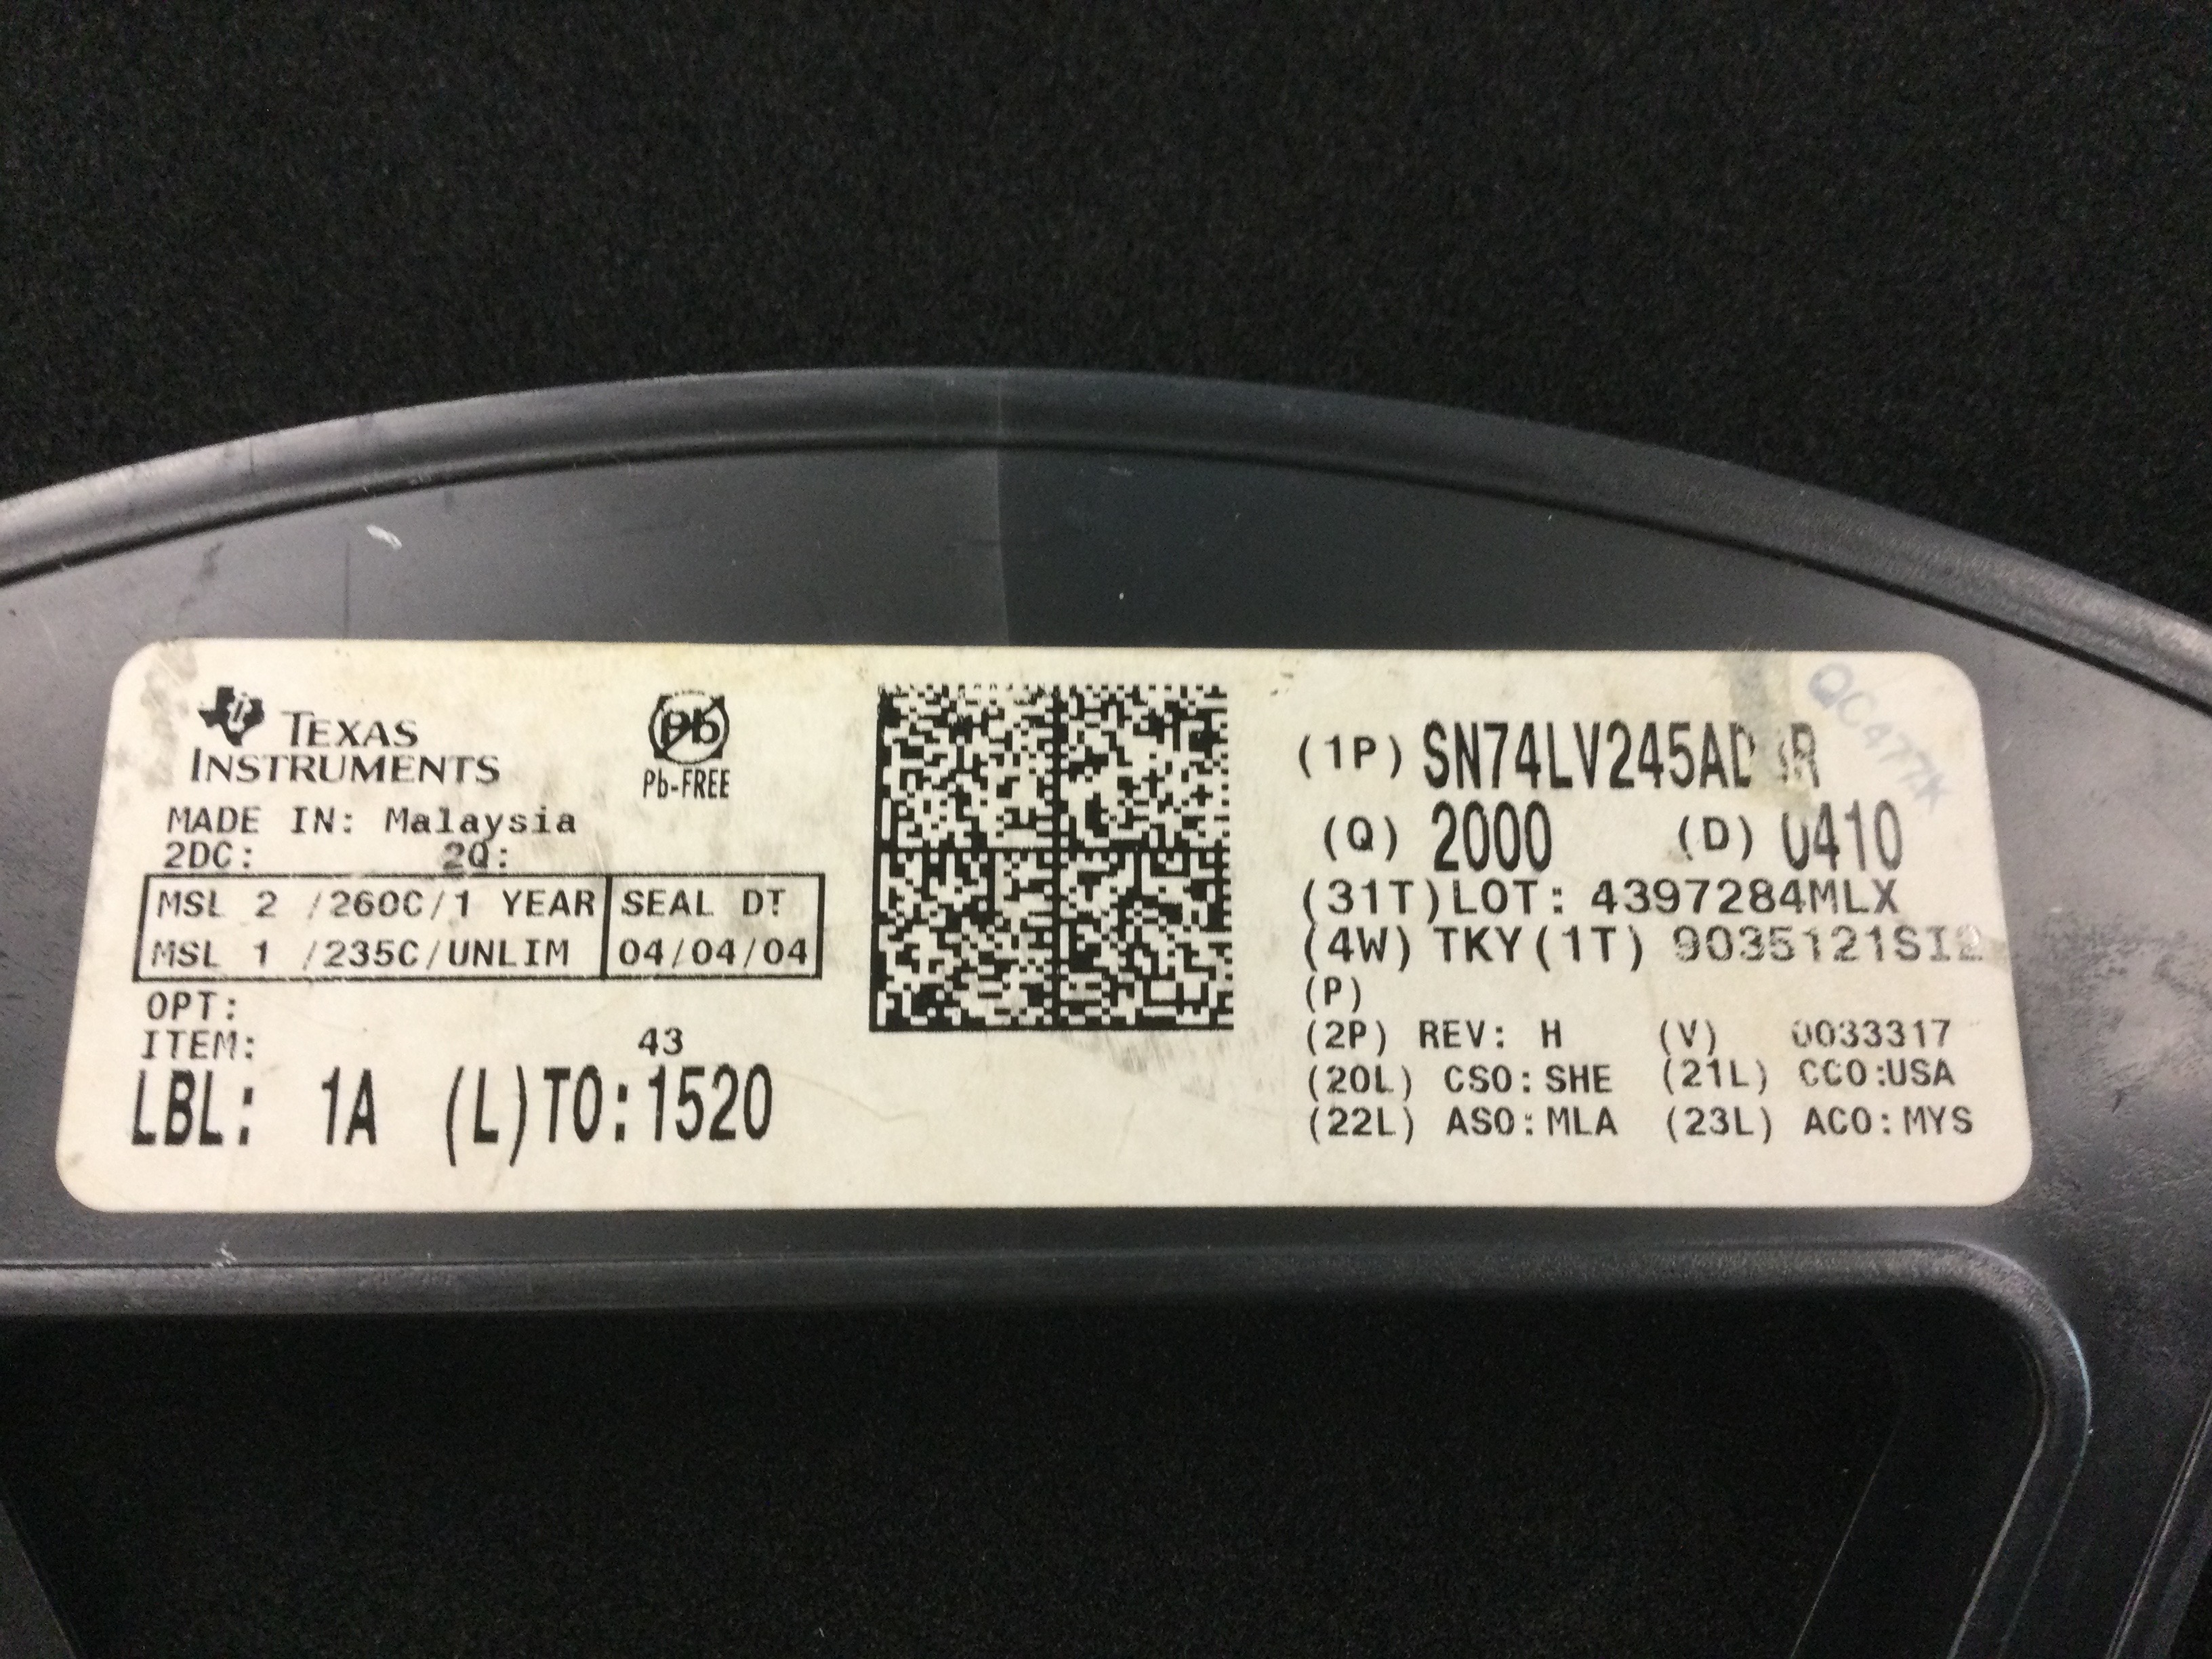 TEXAS
INSTRUMENTS
Pb
Pb-FREE
MADE IN: Malaysia
2DC: 2Q:
MSL 2 /260C/1 YEAR SEAL DT
MSL 1 /235C/UNLIM 04/04/04
OPT:
ITEM: 43
LBL: 1A (L)TO:1520
(1P)
(Q) 2000 (D) 0410
(31T)LOT: 4397284MLX
(4W) TKY(1T) 9035121SI2
(P)
(2P) REV: H (V) 0033317
(20L) CSO:SHE (21L) CCO:USA
(22L) ASO:MLA (23L) ACO:MYS